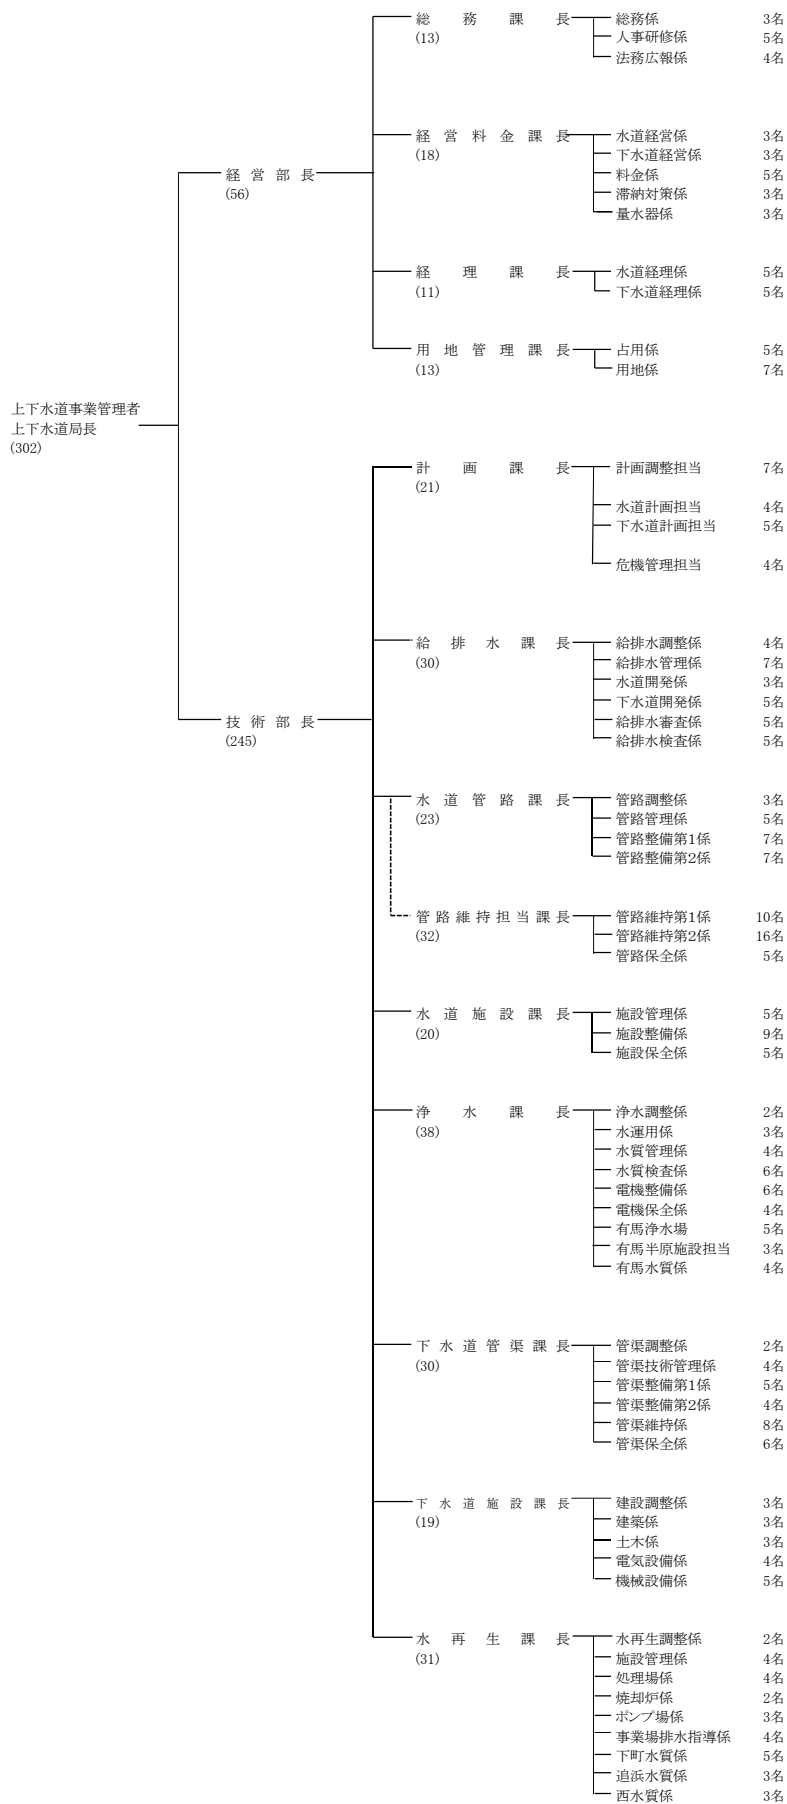 上下水道事業管理者
上下水道局長
(302)
経営部長
(56)
総務課長
(13)
総務係 3名
人事研修係 5名
法務広報係 4名
経営料金課長
(18)
水道経営係 3名
下水道経営係 3名
料金係 5名
滞納対策係 3名
量水器係 3名
経理課長
(11)
水道経理係 5名
下水道経理係 5名
用地管理課長
(13)
占用係 5名
用地係 7名
技術部長
(245)
計画課長
(21)
計画調整担当 7名
水道計画担当 4名
下水道計画担当 5名
危機管理担当 4名
給排水課長
(30)
給排水調整係 4名
給排水管理係 7名
水道開発係 3名
下水道開発係 5名
給排水審査係 5名
給排水検査係 5名
水道管路課長
(23)
管路調整係 3名
管路管理係 5名
管路整備第1係 7名
管路整備第2係 7名
管路維持担当課長
(32)
管路維持第1係 10名
管路維持第2係 16名
管路保全係 5名
水道施設課長
(20)
施設管理係 5名
施設整備係 9名
施設保全係 5名
浄水課長
(38)
浄水調整係 2名
水運用係 3名
水質管理係 4名
水質検査係 6名
電機整備係 6名
電機保全係 4名
有馬浄水場 5名
有馬半原施設担当 3名
有馬水質係 4名
下水道管渠課長
(30)
管渠調整係 2名
管渠技術管理係 4名
管渠整備第1係 5名
管渠整備第2係 4名
管渠維持係 8名
管渠保全係 6名
下水道施設課長
(19)
建設調整係 3名
建築係 3名
土木係 3名
電気設備係 4名
機械設備係 5名
水再生課長
(31)
水再生調整係 2名
施設管理係 4名
処理場係 4名
焼却炉係 2名
ポンプ場係 3名
事業場排水指導係 4名
下町水質係 5名
追浜水質係 3名
西水質係 3名